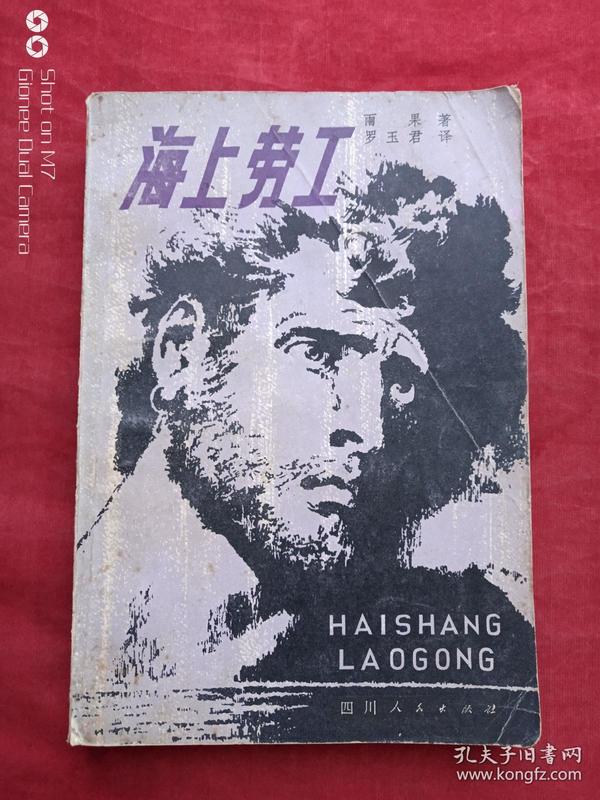 Shot on M7
Gionee Dual Camera
雨果 著
罗玉君 译
海上劳工
HAISHANG
LAOGONG
四川人民出版社
孔夫子旧书网
www.kongfz.com